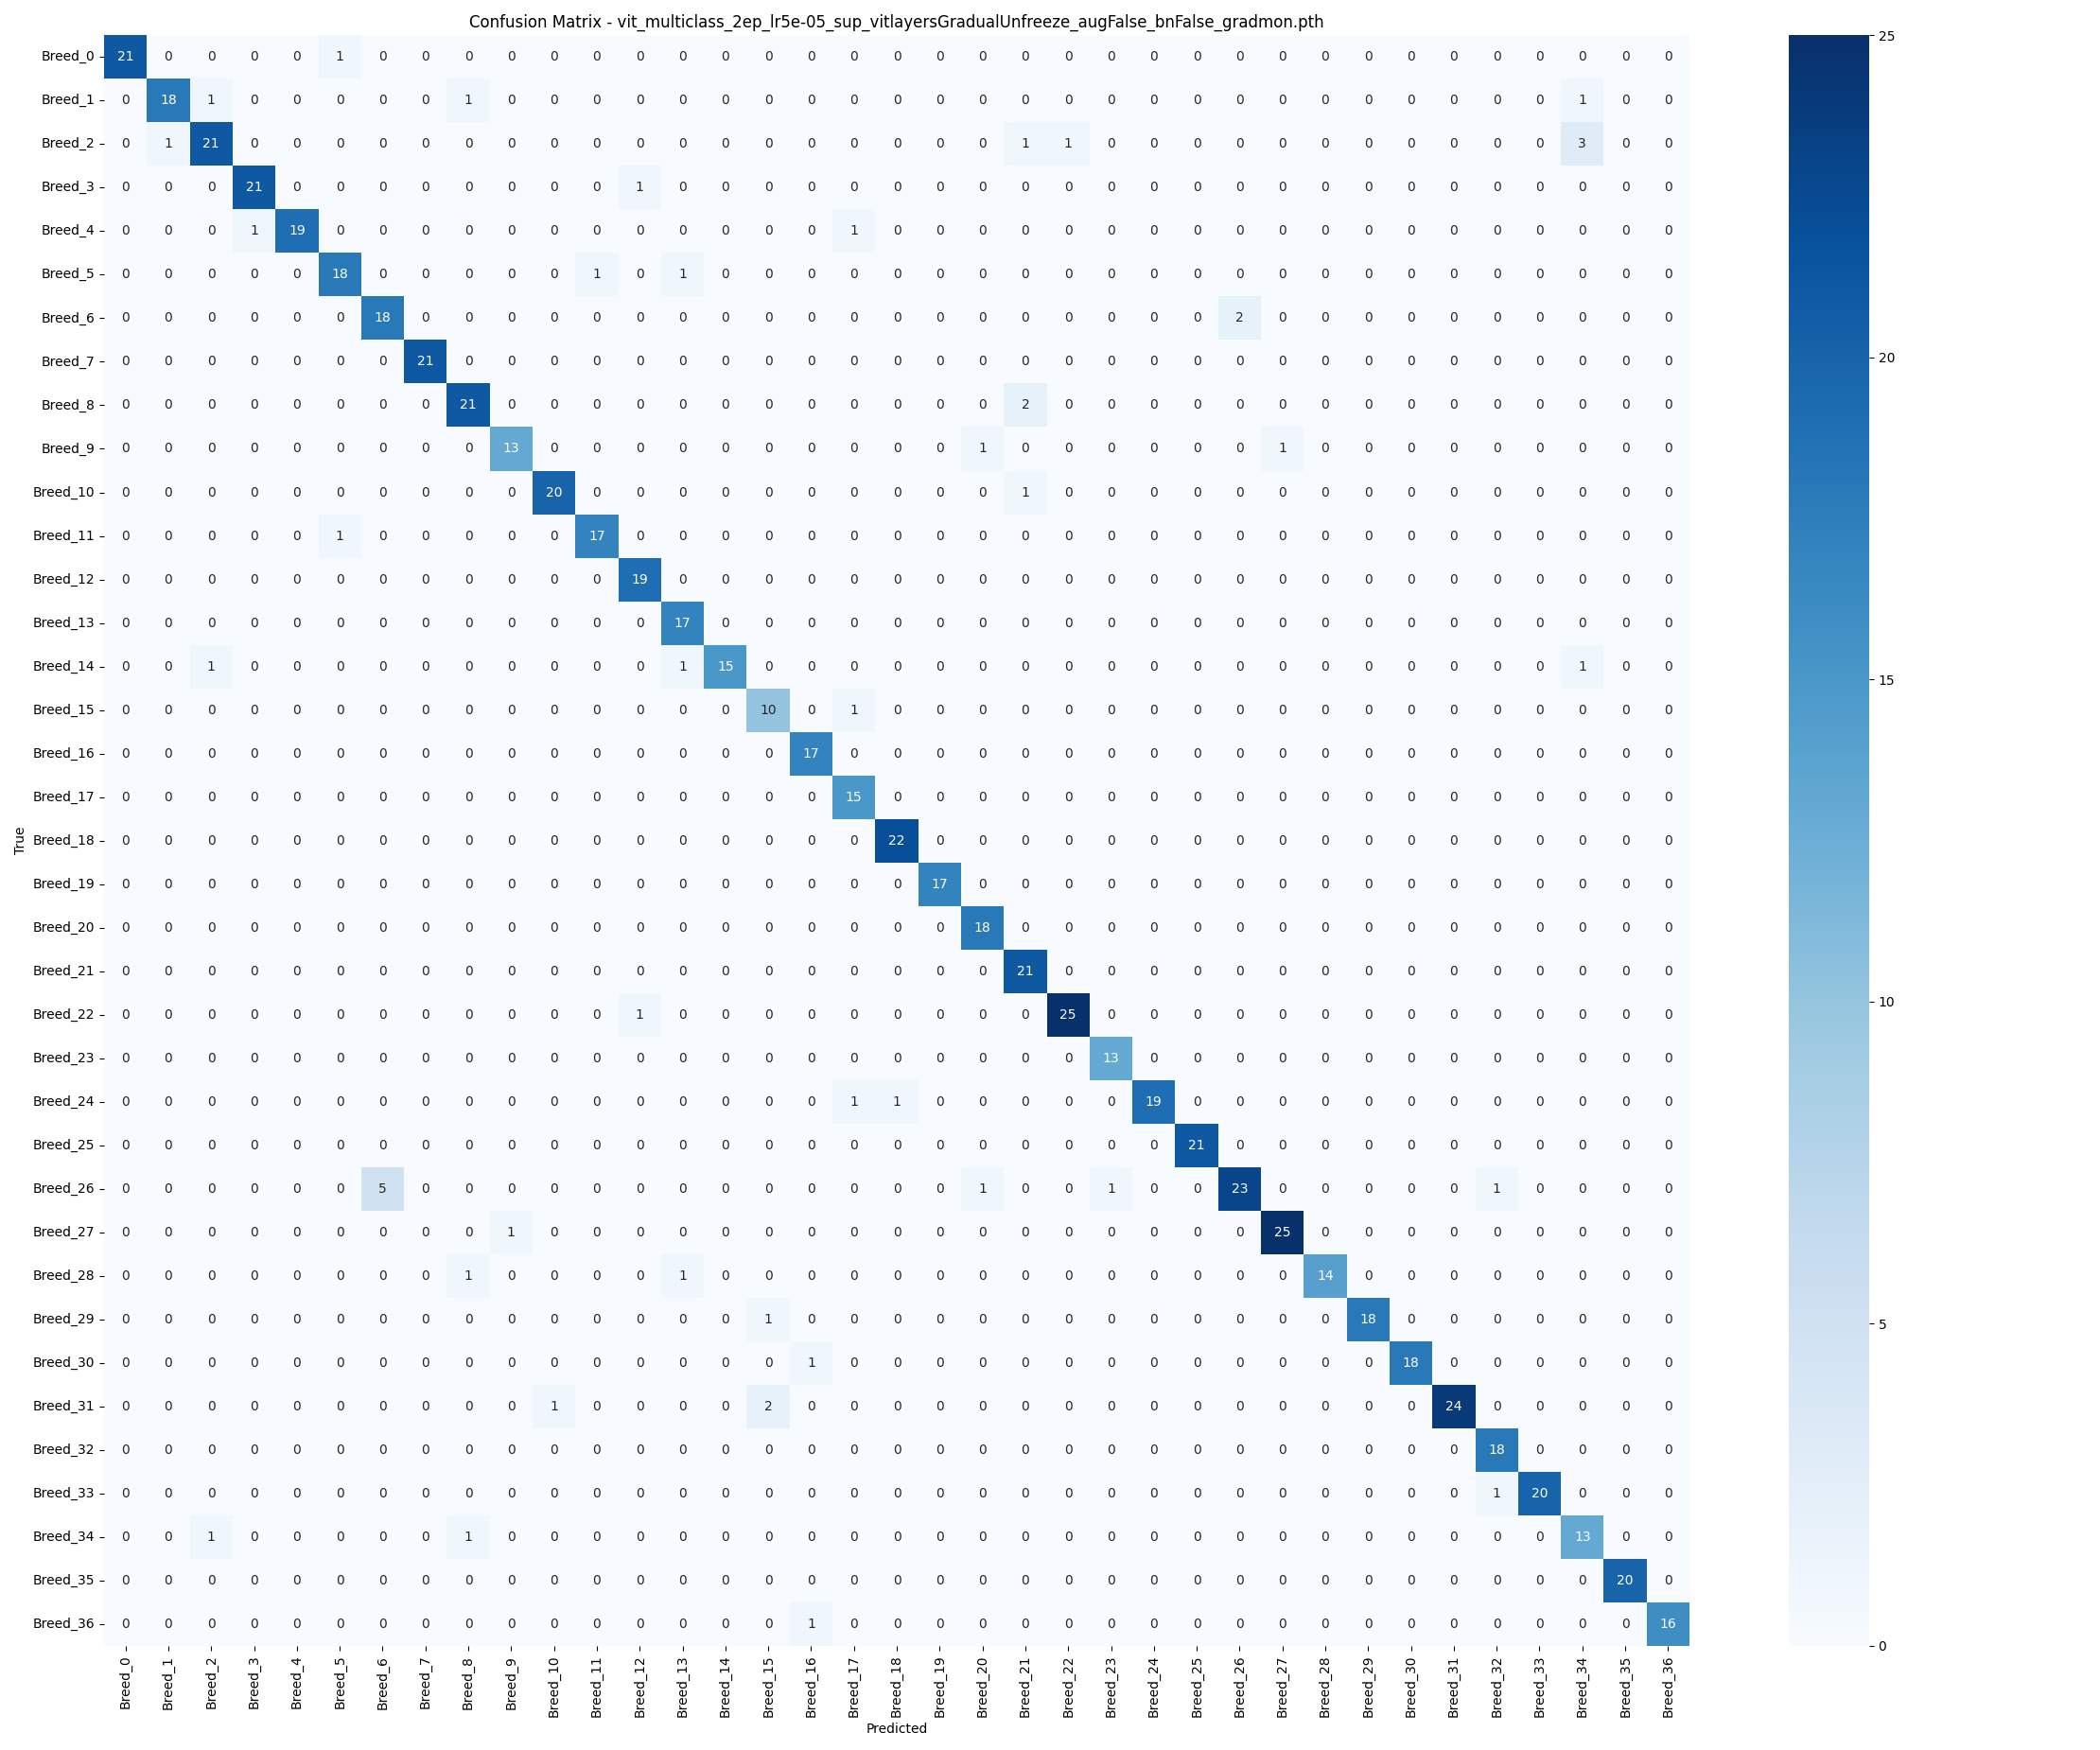 Confusion Matrix - vit_multiclass_2ep_lr5e-05_sup_vitlayersGradualUnfreeze_augFalse_bnFalse_gradmon.pth
Breed_0 21 0 0 0 0 1 0 0 0 0 0 0 0 0 0 0 0 0 0 0 0 0 0 0 0 0 0 0 0 0 0 0 0 0 0 0 0
Breed_1 0 18 1 0 0 0 0 0 1 0 0 0 0 0 0 0 0 0 0 0 0 0 0 0 0 0 0 0 0 0 0 0 0 0 1 0 0
Breed_2 0 1 21 0 0 0 0 0 0 0 0 0 0 0 0 0 0 0 0 0 0 1 1 0 0 0 0 0 0 0 0 0 0 0 3 0 0
Breed_3 0 0 0 21 0 0 0 0 0 0 0 0 1 0 0 0 0 0 0 0 0 0 0 0 0 0 0 0 0 0 0 0 0 0 0 0 0
Breed_4 0 0 0 1 19 0 0 0 0 0 0 0 0 0 0 0 0 1 0 0 0 0 0 0 0 0 0 0 0 0 0 0 0 0 0 0 0
Breed_5 0 0 0 0 0 18 0 0 0 0 0 1 0 1 0 0 0 0 0 0 0 0 0 0 0 0 0 0 0 0 0 0 0 0 0 0 0
Breed_6 0 0 0 0 0 0 18 0 0 0 0 0 0 0 0 0 0 0 0 0 0 0 0 0 0 0 2 0 0 0 0 0 0 0 0 0 0
Breed_7 0 0 0 0 0 0 0 21 0 0 0 0 0 0 0 0 0 0 0 0 0 0 0 0 0 0 0 0 0 0 0 0 0 0 0 0 0
Breed_8 0 0 0 0 0 0 0 0 21 0 0 0 0 0 0 0 0 0 0 0 0 2 0 0 0 0 0 0 0 0 0 0 0 0 0 0 0
Breed_9 0 0 0 0 0 0 0 0 0 13 0 0 0 0 0 0 0 0 0 0 1 0 0 0 0 0 0 1 0 0 0 0 0 0 0 0 0
Breed_10 0 0 0 0 0 0 0 0 0 0 20 0 0 0 0 0 0 0 0 0 0 1 0 0 0 0 0 0 0 0 0 0 0 0 0 0 0
Breed_11 0 0 0 0 0 1 0 0 0 0 0 17 0 0 0 0 0 0 0 0 0 0 0 0 0 0 0 0 0 0 0 0 0 0 0 0 0
Breed_12 0 0 0 0 0 0 0 0 0 0 0 0 19 0 0 0 0 0 0 0 0 0 0 0 0 0 0 0 0 0 0 0 0 0 0 0 0
Breed_13 0 0 0 0 0 0 0 0 0 0 0 0 0 17 0 0 0 0 0 0 0 0 0 0 0 0 0 0 0 0 0 0 0 0 0 0 0
Breed_14 0 0 1 0 0 0 0 0 0 0 0 0 0 1 15 0 0 0 0 0 0 0 0 0 0 0 0 0 0 0 0 0 0 0 1 0 0
Breed_15 0 0 0 0 0 0 0 0 0 0 0 0 0 0 0 10 0 1 0 0 0 0 0 0 0 0 0 0 0 0 0 0 0 0 0 0 0
Breed_16 0 0 0 0 0 0 0 0 0 0 0 0 0 0 0 0 17 0 0 0 0 0 0 0 0 0 0 0 0 0 0 0 0 0 0 0 0
Breed_17 0 0 0 0 0 0 0 0 0 0 0 0 0 0 0 0 0 15 0 0 0 0 0 0 0 0 0 0 0 0 0 0 0 0 0 0 0
Breed_18 0 0 0 0 0 0 0 0 0 0 0 0 0 0 0 0 0 0 22 0 0 0 0 0 0 0 0 0 0 0 0 0 0 0 0 0 0
Breed_19 0 0 0 0 0 0 0 0 0 0 0 0 0 0 0 0 0 0 0 17 0 0 0 0 0 0 0 0 0 0 0 0 0 0 0 0 0
Breed_20 0 0 0 0 0 0 0 0 0 0 0 0 0 0 0 0 0 0 0 0 18 0 0 0 0 0 0 0 0 0 0 0 0 0 0 0 0
Breed_21 0 0 0 0 0 0 0 0 0 0 0 0 0 0 0 0 0 0 0 0 0 21 0 0 0 0 0 0 0 0 0 0 0 0 0 0 0
Breed_22 0 0 0 0 0 0 0 0 0 0 0 0 1 0 0 0 0 0 0 0 0 0 25 0 0 0 0 0 0 0 0 0 0 0 0 0 0
Breed_23 0 0 0 0 0 0 0 0 0 0 0 0 0 0 0 0 0 0 0 0 0 0 0 13 0 0 0 0 0 0 0 0 0 0 0 0 0
Breed_24 0 0 0 0 0 0 0 0 0 0 0 0 0 0 0 0 0 1 1 0 0 0 0 0 19 0 0 0 0 0 0 0 0 0 0 0 0
Breed_25 0 0 0 0 0 0 0 0 0 0 0 0 0 0 0 0 0 0 0 0 0 0 0 0 0 21 0 0 0 0 0 0 0 0 0 0 0
Breed_26 0 0 0 0 0 0 5 0 0 0 0 0 0 0 0 0 0 0 0 0 1 0 0 1 0 0 23 0 0 0 0 0 1 0 0 0 0
Breed_27 0 0 0 0 0 0 0 0 0 1 0 0 0 0 0 0 0 0 0 0 0 0 0 0 0 0 0 25 0 0 0 0 0 0 0 0 0
Breed_28 0 0 0 0 0 0 0 0 1 0 0 0 0 1 0 0 0 0 0 0 0 0 0 0 0 0 0 0 14 0 0 0 0 0 0 0 0
Breed_29 0 0 0 0 0 0 0 0 0 0 0 0 0 0 0 1 0 0 0 0 0 0 0 0 0 0 0 0 0 18 0 0 0 0 0 0 0
Breed_30 0 0 0 0 0 0 0 0 0 0 0 0 0 0 0 0 1 0 0 0 0 0 0 0 0 0 0 0 0 0 18 0 0 0 0 0 0
Breed_31 0 0 0 0 0 0 0 0 0 0 1 0 0 0 0 2 0 0 0 0 0 0 0 0 0 0 0 0 0 0 0 24 0 0 0 0 0
Breed_32 0 0 0 0 0 0 0 0 0 0 0 0 0 0 0 0 0 0 0 0 0 0 0 0 0 0 0 0 0 0 0 0 18 0 0 0 0
Breed_33 0 0 0 0 0 0 0 0 0 0 0 0 0 0 0 0 0 0 0 0 0 0 0 0 0 0 0 0 0 0 0 0 1 20 0 0 0
Breed_34 0 0 1 0 0 0 0 0 1 0 0 0 0 0 0 0 0 0 0 0 0 0 0 0 0 0 0 0 0 0 0 0 0 0 13 0 0
Breed_35 0 0 0 0 0 0 0 0 0 0 0 0 0 0 0 0 0 0 0 0 0 0 0 0 0 0 0 0 0 0 0 0 0 0 0 20 0
Breed_36 0 0 0 0 0 0 0 0 0 0 0 0 0 0 0 0 1 0 0 0 0 0 0 0 0 0 0 0 0 0 0 0 0 0 0 0 16
Breed_0 Breed_1 Breed_2 Breed_3 Breed_4 Breed_5 Breed_6 Breed_7 Breed_8 Breed_9 Breed_10 Breed_11 Breed_12 Breed_13 Breed_14 Breed_15 Breed_16 Breed_17 Breed_18 Breed_19 Breed_20 Breed_21 Breed_22 Breed_23 Breed_24 Breed_25 Breed_26 Breed_27 Breed_28 Breed_29 Breed_30 Breed_31 Breed_32 Breed_33 Breed_34 Breed_35 Breed_36
Predicted
True
25
20
15
10
5
0